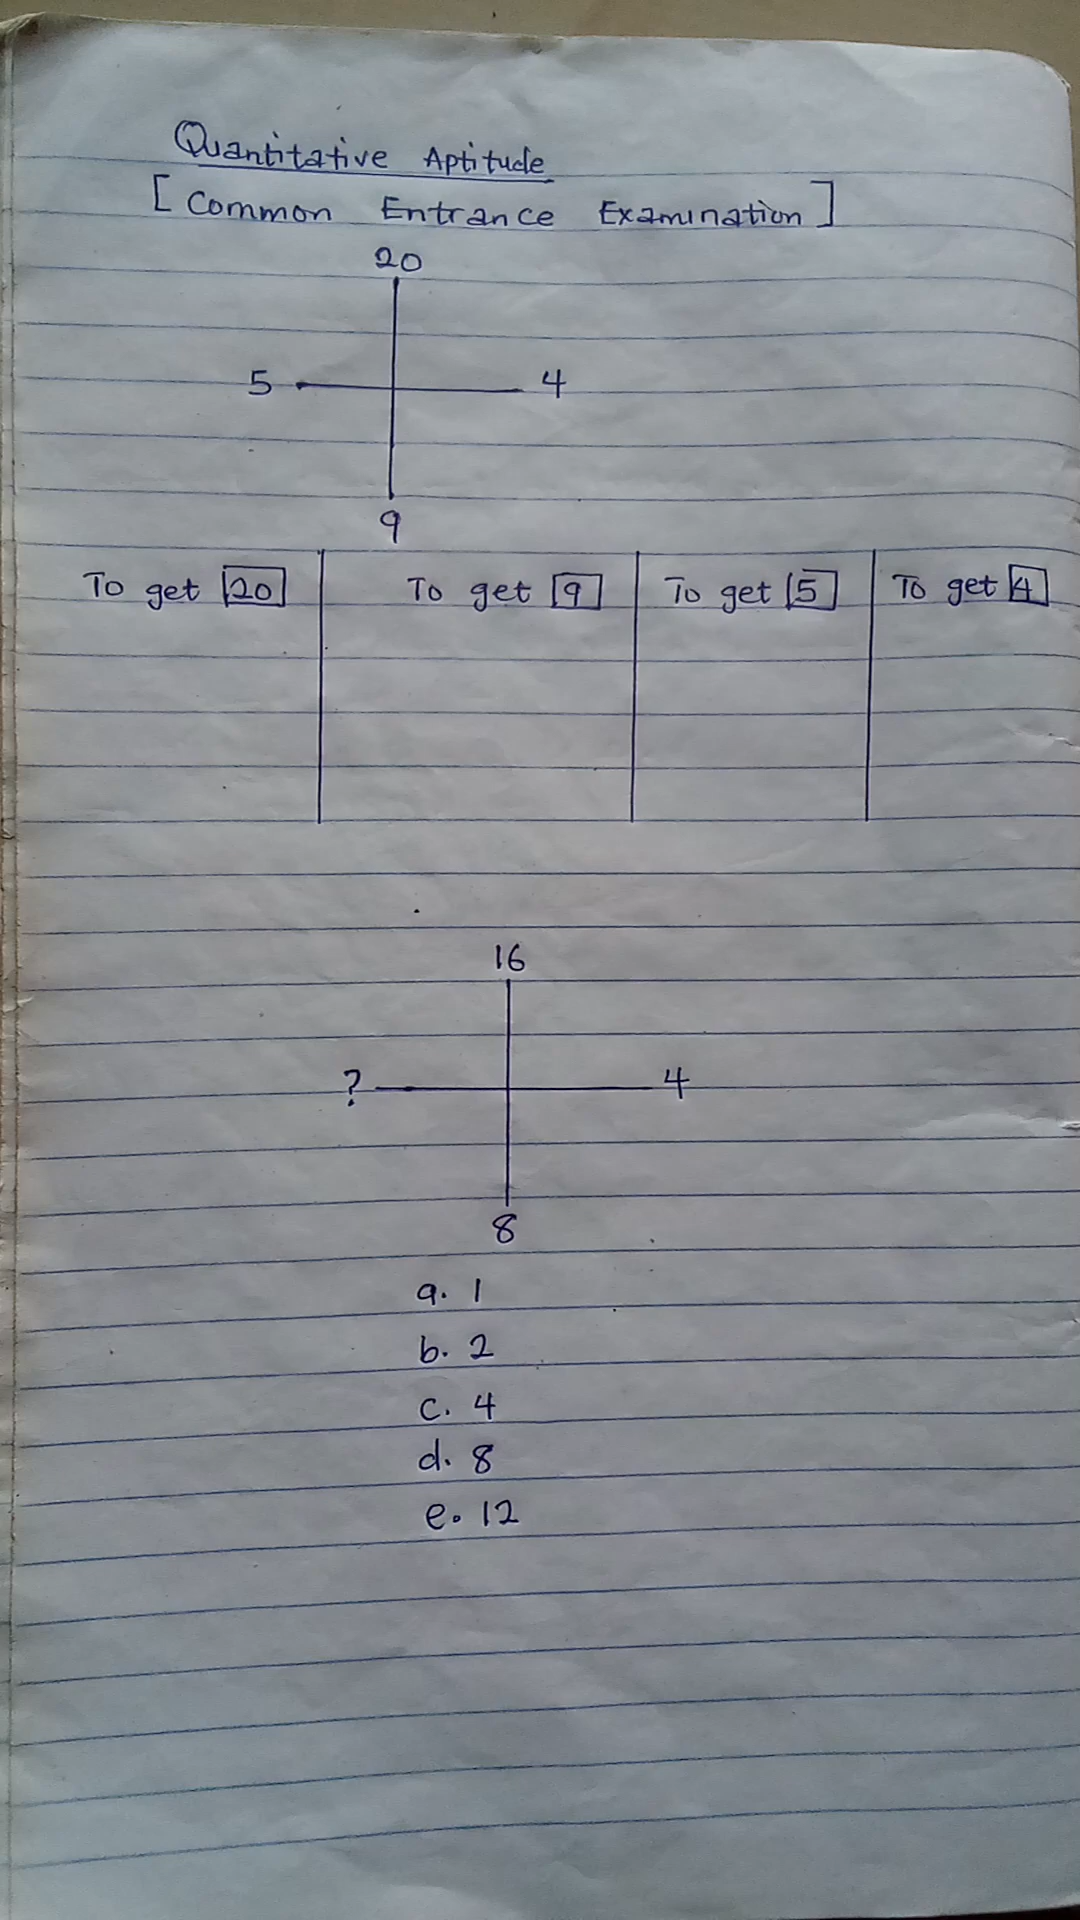 Quantitative Aptitude
[Common Entrance Examination]
20
5 4
9
To get 20 To get 9 To get 5 To get 4
16
? 4
8
a. 1
b. 2
c. 4
d. 8
e. 12